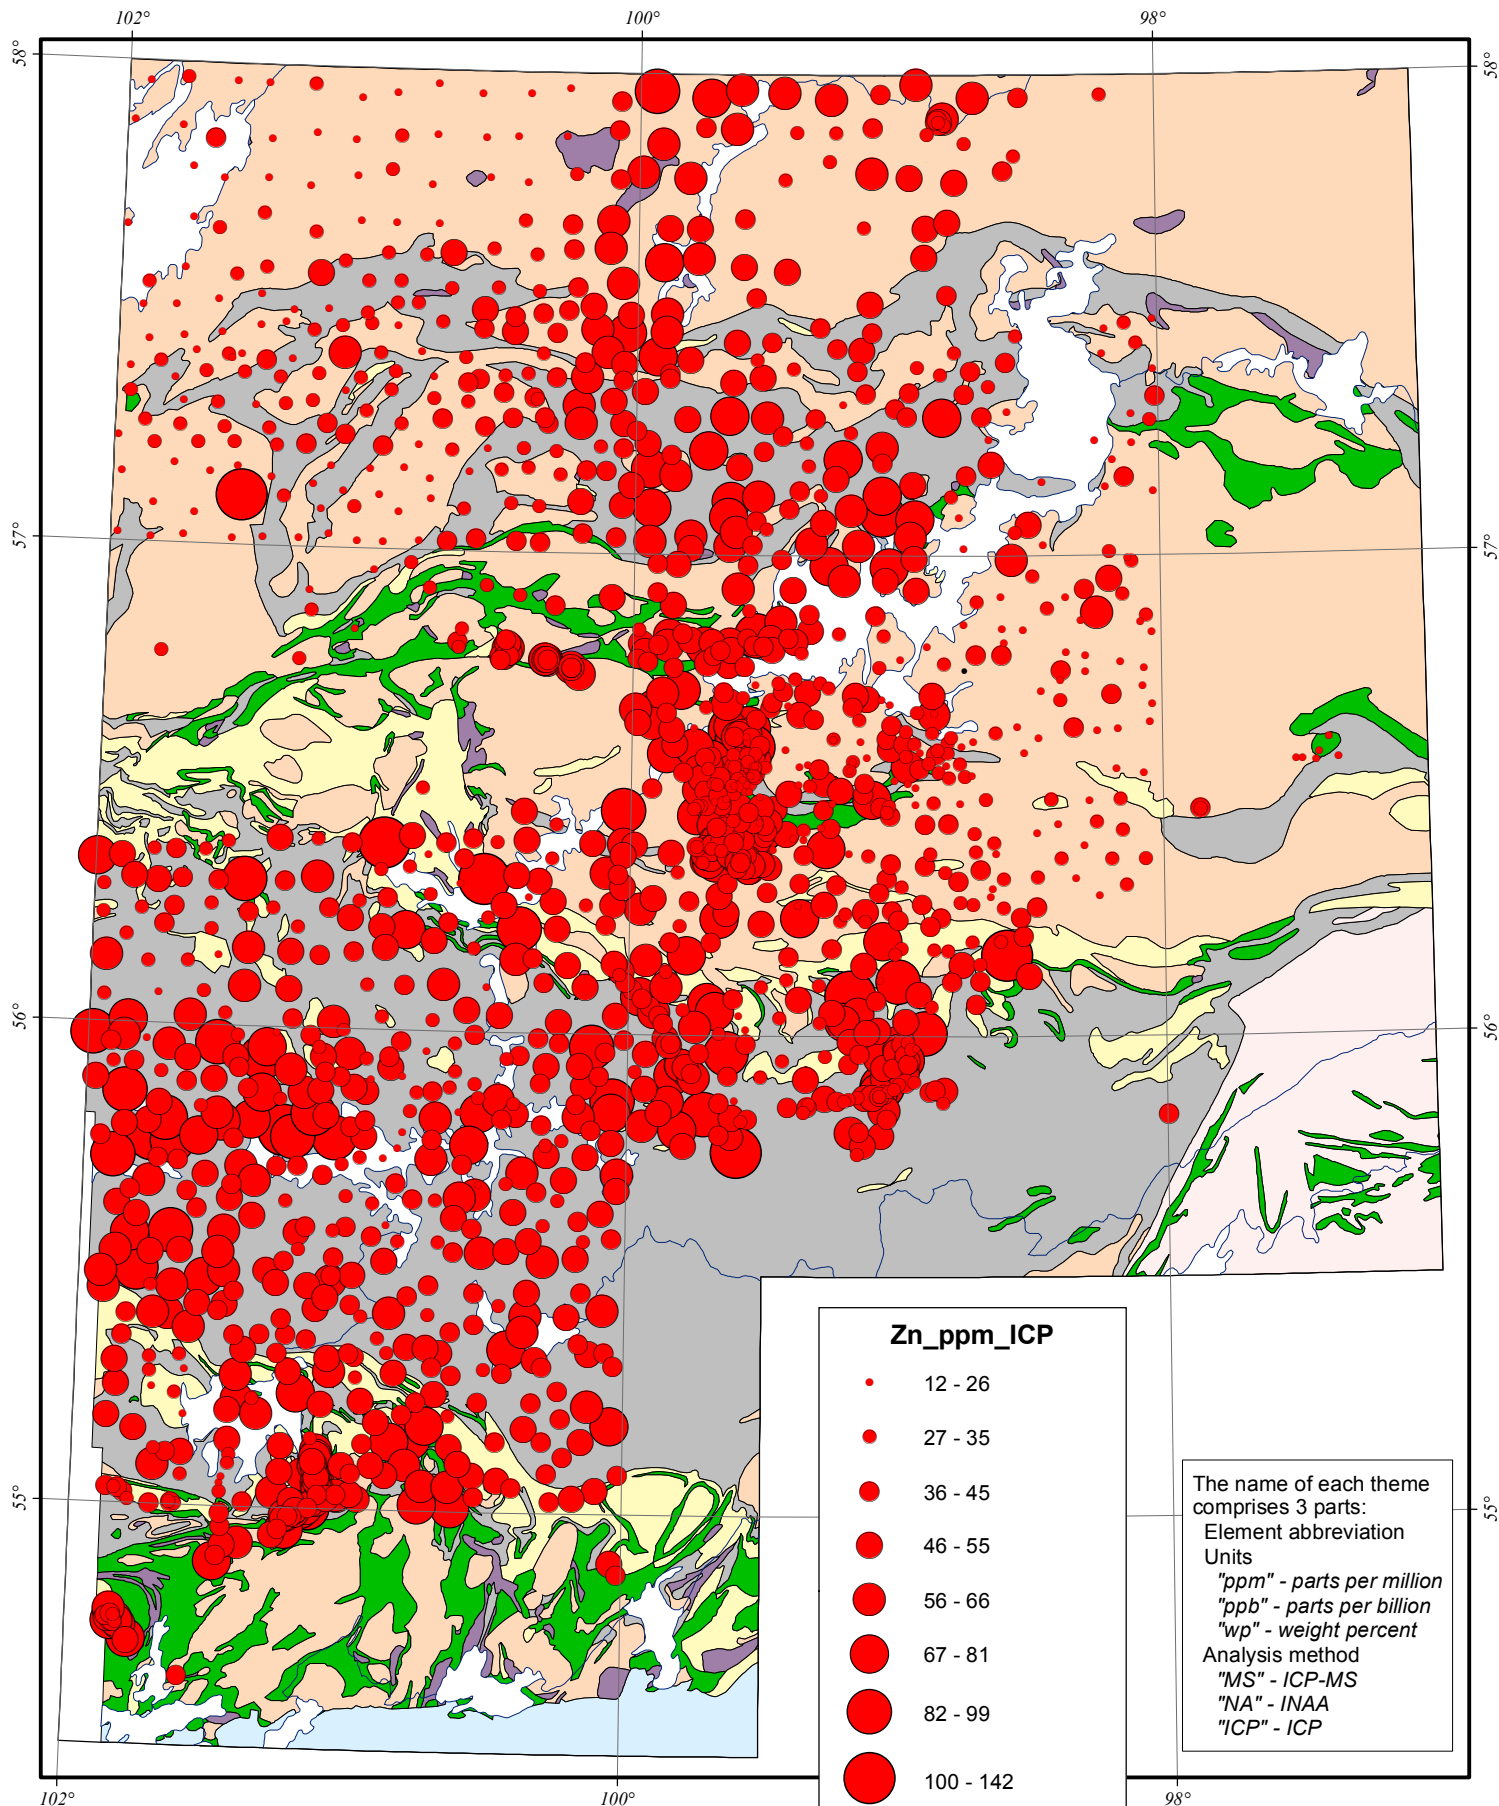 102°
100°
98°
58°
58°
57°
57°
56°
56°
55°
55°
Zn_ppm_ICP
12 - 26
27 - 35
36 - 45
46 - 55
56 - 66
67 - 81
82 - 99
100 - 142
The name of each theme
comprises 3 parts:
Element abbreviation
Units
"ppm" - parts per million
"ppb" - parts per billion
"wp" - weight percent
Analysis method
"MS" - ICP-MS
"NA" - INAA
"ICP" - ICP
102°
100°
98°